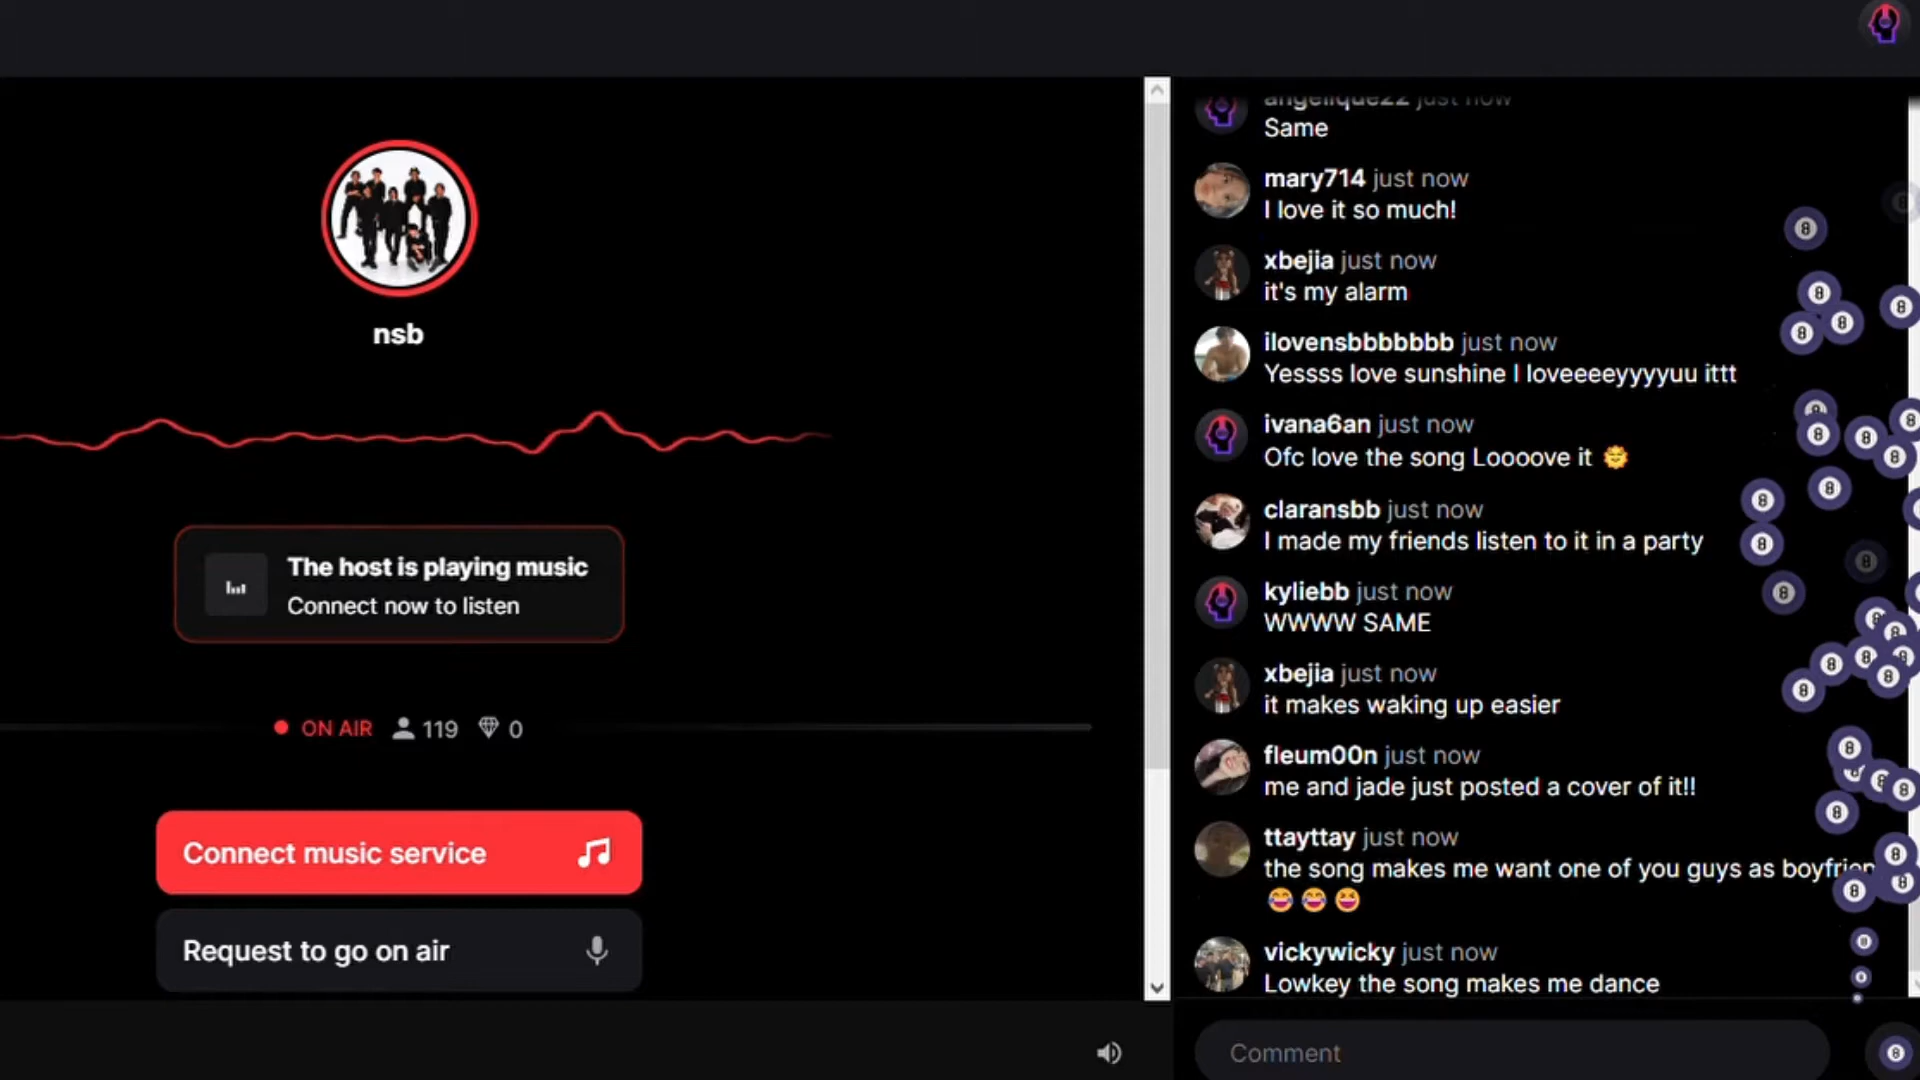 nsb
The host is playing music
Connect now to listen
ON AIR 119 0
Connect music service
Request to go on air
angelique22 just now
Same
mary714 just now
I love it so much!
xbejia just now
it's my alarm
ilovensbbbbbbb just now
Yessss love sunshine I loveeeeyyyyuu ittt
ivana6an just now
Ofc love the song Loooove it 🌞
claransbb just now
I made my friends listen to it in a party
kyliebb just now
WWWW SAME
xbejia just now
it makes waking up easier
fleum00n just now
me and jade just posted a cover of it!!
ttayttay just now
the song makes me want one of you guys as boyfrien
😂 😂 😆
vickywicky just now
Lowkey the song makes me dance
Comment